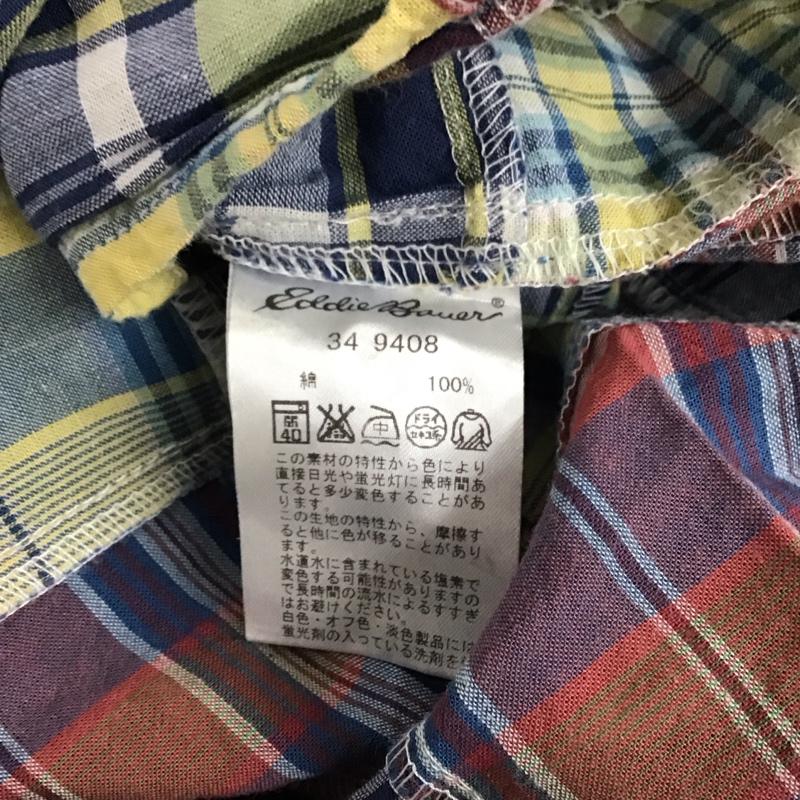 Eddie Bauer®
34 9408
綿 100%
40 中 ドライ セキユ系
この素材の特性から色により
直接日光や蛍光灯に長時間あ
てると多少変色することがあ
ります。
この生地の特性から、摩擦す
ると他に色が移ることがあり
ます。
水道水に含まれている塩素で
変色する可能性がありますの
で長時間の流水によるすすぎ
はお避けください。
白色・オフ色・淡色製品には
蛍光剤の入っている洗剤を